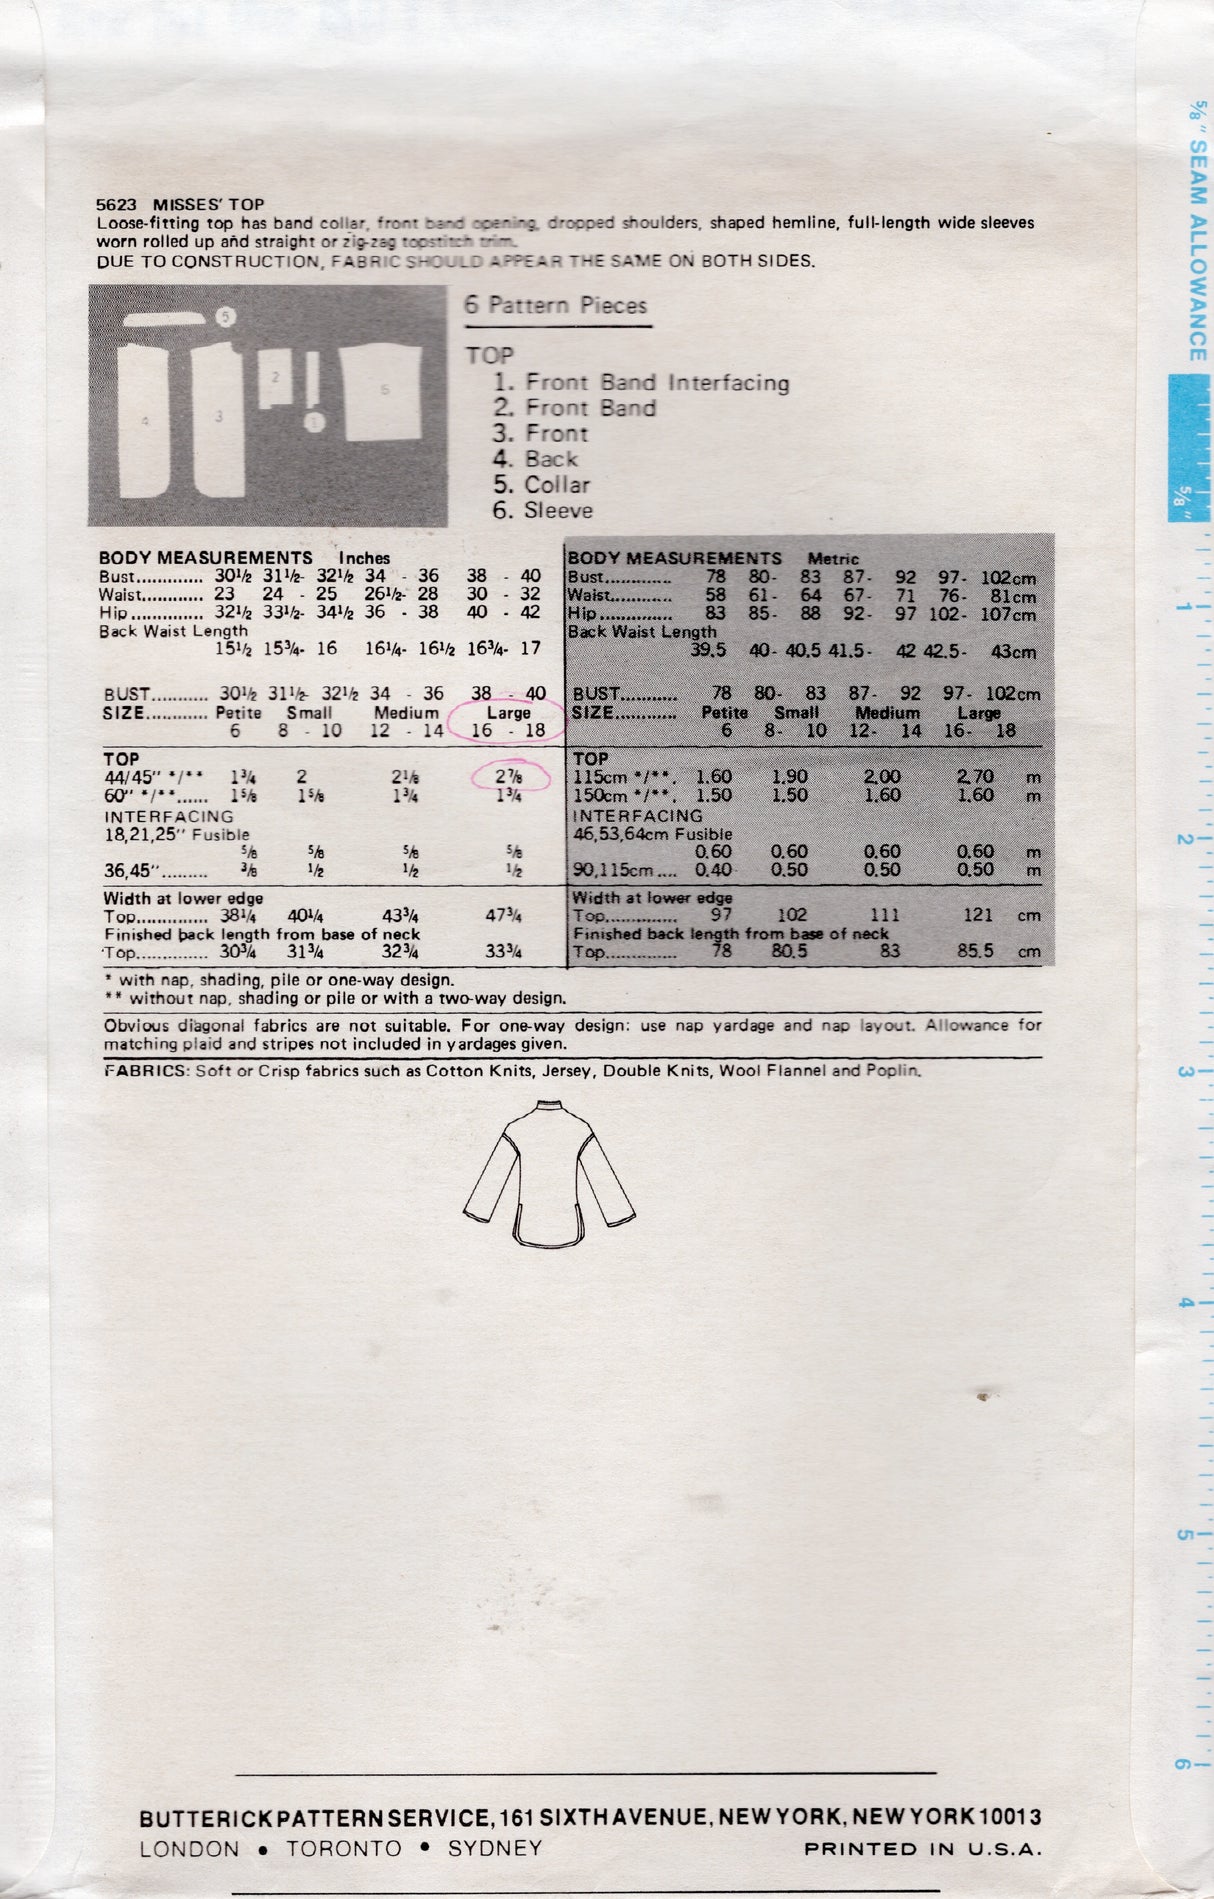 5/8" SEAM ALLOWANCE
5/8"
1
2
3
4
5
6
5623 MISSES' TOP
Loose-fitting top has band collar, front band opening, dropped shoulders, shaped hemline, full-length wide sleeves
worn rolled up and straight or zig-zag topstitch trim.
DUE TO CONSTRUCTION, FABRIC SHOULD APPEAR THE SAME ON BOTH SIDES.
5
4
3
2
1
6
6 Pattern Pieces
TOP
1. Front Band Interfacing
2. Front Band
3. Front
4. Back
5. Collar
6. Sleeve
BODY MEASUREMENTS Inches
Bust............. 30½ 31½- 32½ 34 - 36 38 - 40
Waist............ 23 24 - 25 26½- 28 30 - 32
Hip .............. 32½ 33½- 34½ 36 - 38 40 - 42
Back Waist Length
15½ 15¾- 16 16¼- 16½ 16¾- 17
BUST........... 30½ 31½- 32½ 34 - 36 38 - 40
SIZE............ Petite Small Medium Large
6 8 - 10 12 - 14 16 - 18
TOP
44/45" */** 1¾ 2 2⅛ 2⅞
60" */**...... 1⅝ 1⅝ 1¾ 1¾
INTERFACING
18,21,25" Fusible
⅝ ⅝ ⅝ ⅝
36,45"......... ⅜ ½ ½ ½
Width at lower edge
Top.............. 38¼ 40¼ 43¾ 47¾
Finished back length from base of neck
Top.............. 30¾ 31¾ 32¾ 33¾
BODY MEASUREMENTS Metric
Bust............. 78 80- 83 87- 92 97- 102cm
Waist............ 58 61- 64 67- 71 76- 81cm
Hip .............. 83 85- 88 92- 97 102- 107cm
Back Waist Length
39.5 40- 40.5 41.5- 42 42.5- 43cm
BUST........... 78 80- 83 87- 92 97- 102cm
SIZE............ Petite Small Medium Large
6 8- 10 12- 14 16- 18
TOP
115cm */**. 1.60 1.90 2.00 2.70 m
150cm */**. 1.50 1.50 1.60 1.60 m
INTERFACING
46,53,64cm Fusible
0.60 0.60 0.60 0.60 m
90,115cm .... 0.40 0.50 0.50 0.50 m
Width at lower edge
Top.............. 97 102 111 121 cm
Finished back length from base of neck
Top.............. 78 80.5 83 85.5 cm
* with nap, shading, pile or one-way design.
** without nap, shading or pile or with a two-way design.
Obvious diagonal fabrics are not suitable. For one-way design: use nap yardage and nap layout. Allowance for
matching plaid and stripes not included in yardages given.
FABRICS: Soft or Crisp fabrics such as Cotton Knits, Jersey, Double Knits, Wool Flannel and Poplin.
BUTTERICK PATTERN SERVICE, 161 SIXTH AVENUE, NEW YORK, NEW YORK 10013
LONDON • TORONTO • SYDNEY PRINTED IN U.S.A.